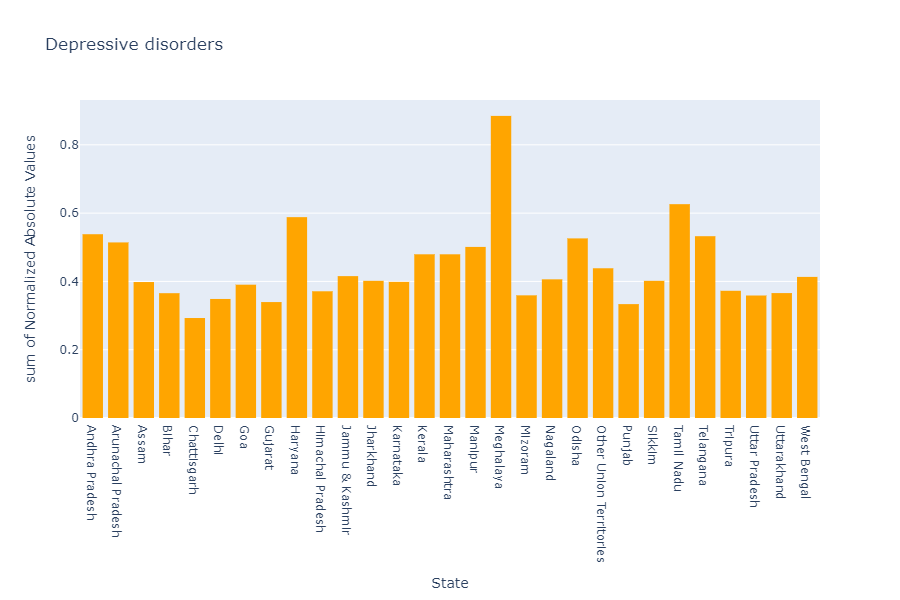 Depressive disorders
sum of Normalized Absolute Values
0.8
0.6
0.4
0.2
0
Andhra Pradesh
Arunachal Pradesh
Assam
Bihar
Chattisgarh
Delhi
Goa
Gujarat
Haryana
Himachal Pradesh
Jammu & Kashmir
Jharkhand
Karnataka
Kerala
Maharashtra
Manipur
Meghalaya
Mizoram
Nagaland
Odisha
Other Union Territories
Punjab
Sikkim
Tamil Nadu
Telangana
Tripura
Uttar Pradesh
Uttarakhand
West Bengal
State